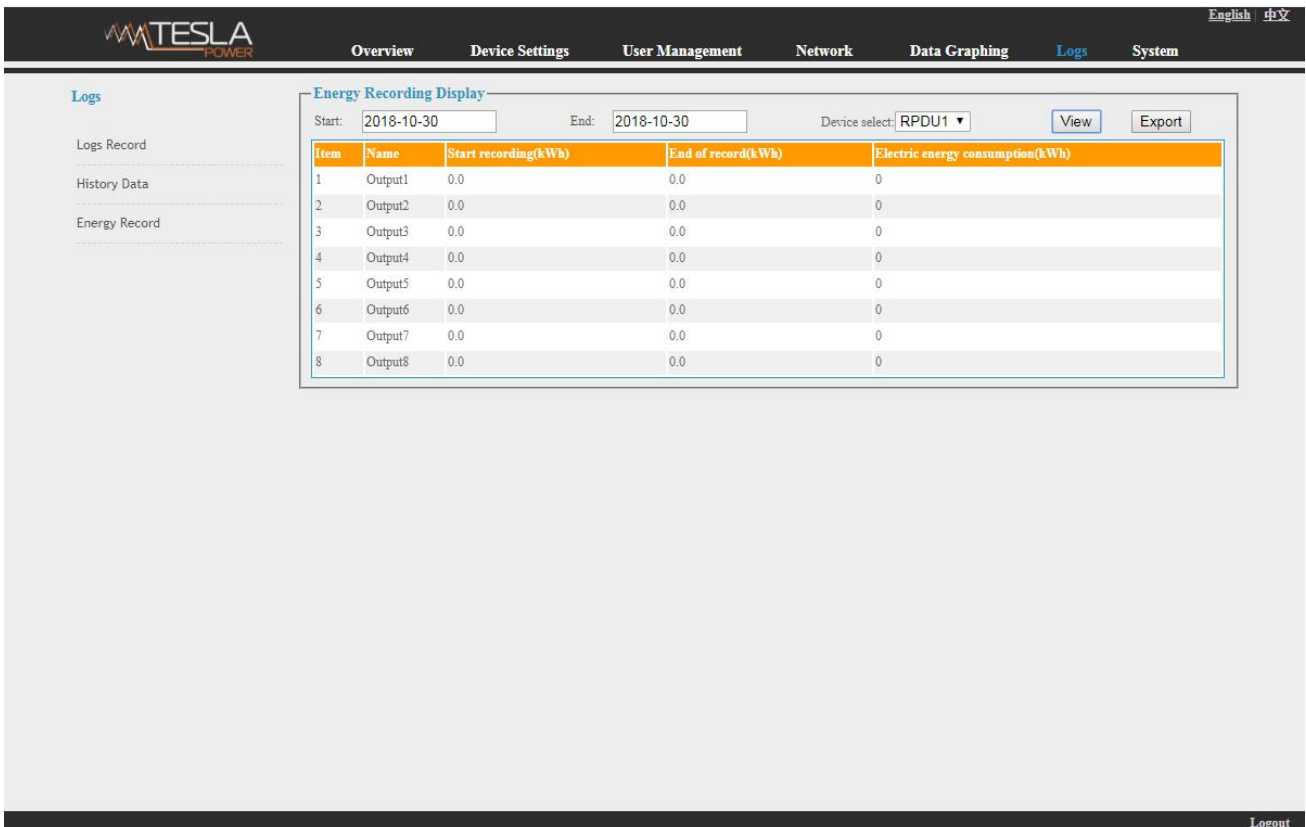 English | 中文
TESLA
POWER
Overview Device Settings User Management Network Data Graphing Logs System
Logs
Logs Record
History Data
Energy Record
Energy Recording Display
Start: 2018-10-30 End: 2018-10-30 Device select: RPDU1 View Export
Item Name Start recording(kWh) End of record(kWh) Electric energy consumption(kWh)
1 Output1 0.0 0.0 0
2 Output2 0.0 0.0 0
3 Output3 0.0 0.0 0
4 Output4 0.0 0.0 0
5 Output5 0.0 0.0 0
6 Output6 0.0 0.0 0
7 Output7 0.0 0.0 0
8 Output8 0.0 0.0 0
Logout